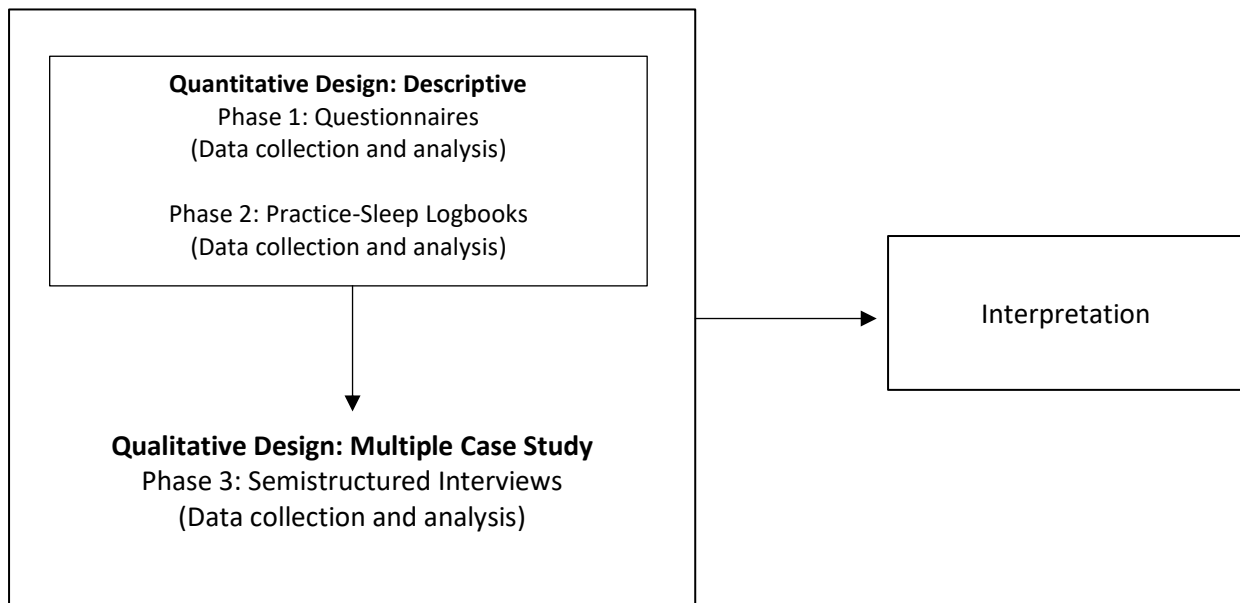 Quantitative Design: Descriptive
Phase 1: Questionnaires
(Data collection and analysis)
Phase 2: Practice-Sleep Logbooks
(Data collection and analysis)
Interpretation
Qualitative Design: Multiple Case Study
Phase 3: Semistructured Interviews
(Data collection and analysis)